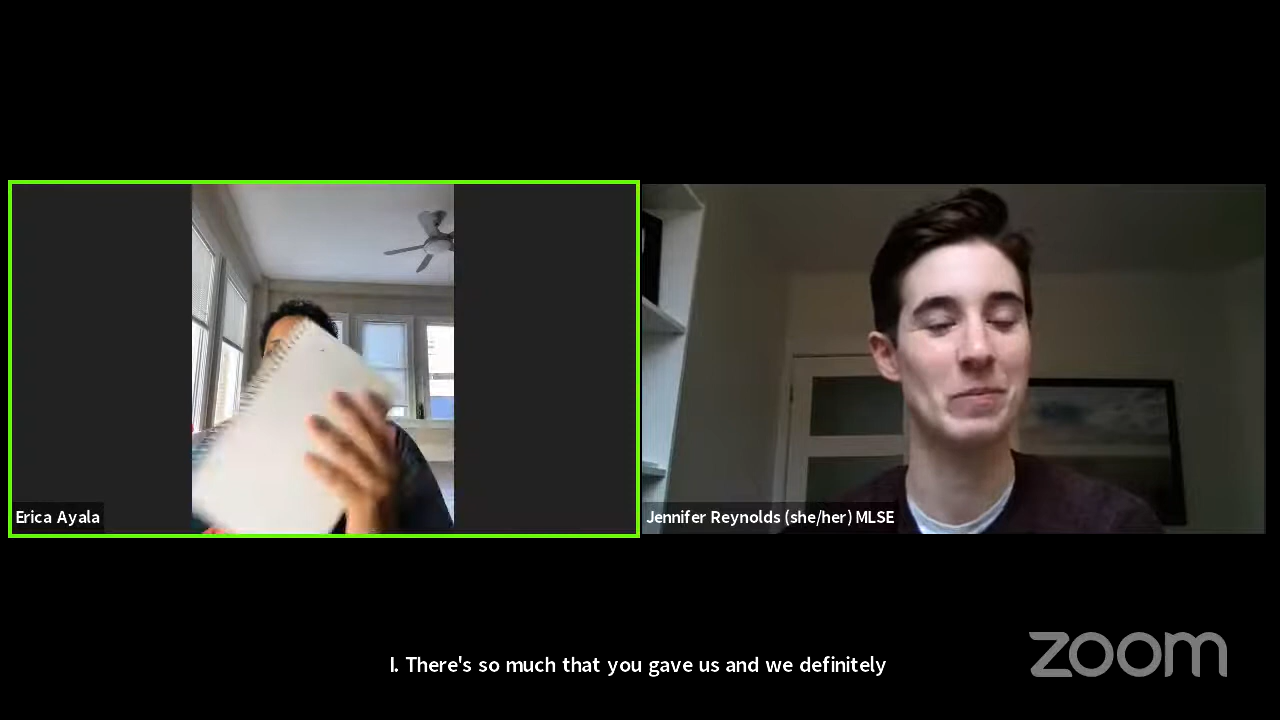 Erica Ayala
Jennifer Reynolds (she/her) MLSE
I. There's so much that you gave us and we definitely
zoom